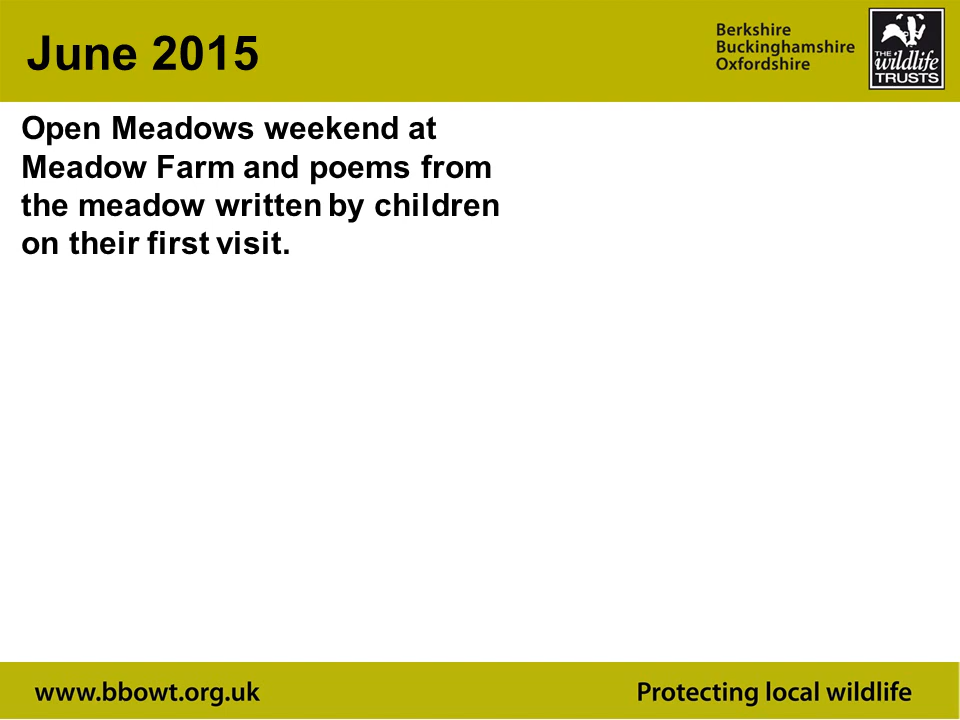 June 2015
Berkshire
Buckinghamshire
Oxfordshire
THE
wildlife
TRUSTS
Open Meadows weekend at
Meadow Farm and poems from
the meadow written by children
on their first visit.
www.bbowt.org.uk
Protecting local wildlife